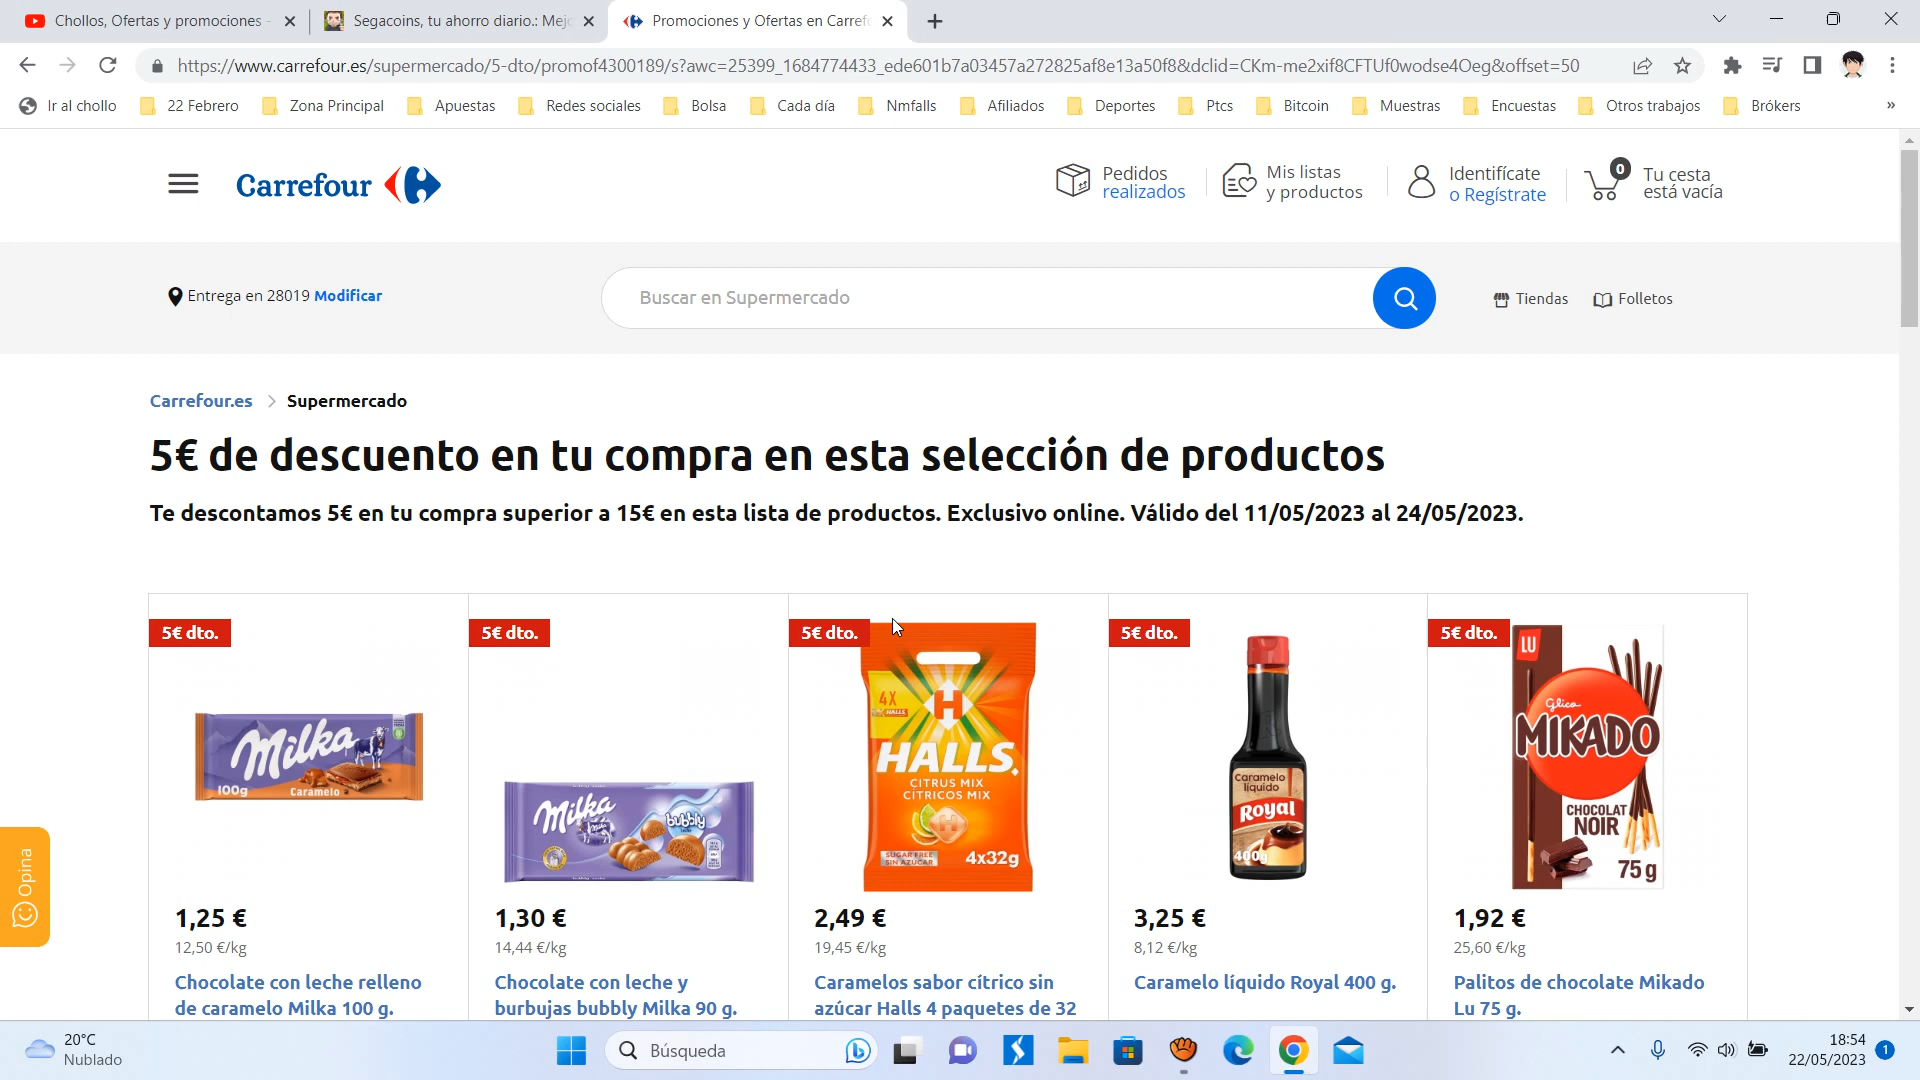 Chollos, Ofertas y promociones -
Segacoins, tu ahorro diario.: Mejo
Promociones y Ofertas en Carrefo
https://www.carrefour.es/supermercado/5-dto/promof4300189/s?awc=25399_1684774433_ede601b7a03457a272825af8e13a50f8&dclid=CKm-me2xif8CFTUf0wodse4Oeg&offset=50
Ir al chollo 22 Febrero Zona Principal Apuestas Redes sociales Bolsa Cada día Nmfalls Afiliados Deportes Ptcs Bitcoin Muestras Encuestas Otros trabajos Brókers »
Carrefour
Pedidos
realizados
Mis listas
y productos
Identifícate
o Regístrate
0
Tu cesta
está vacía
Entrega en 28019 Modificar
Buscar en Supermercado
Tiendas
Folletos
Carrefour.es > Supermercado
5€ de descuento en tu compra en esta selección de productos
Te descontamos 5€ en tu compra superior a 15€ en esta lista de productos. Exclusivo online. Válido del 11/05/2023 al 24/05/2023.
5€ dto.
Milka
100g Caramelo
1,25 €
12,50 €/kg
Chocolate con leche relleno
de caramelo Milka 100 g.
5€ dto.
Milka
bubbly
1,30 €
14,44 €/kg
Chocolate con leche y
burbujas bubbly Milka 90 g.
5€ dto.
4X
HALLS
H
HALLS
CITRUS MIX
CÍTRICOS MIX
SUGAR FREE
SIN AZÚCAR
4x32g
2,49 €
19,45 €/kg
Caramelos sabor cítrico sin
azúcar Halls 4 paquetes de 32
5€ dto.
Caramelo
líquido
Royal
400g
3,25 €
8,12 €/kg
Caramelo líquido Royal 400 g.
5€ dto.
LU
Glico
MIKADO
CHOCOLAT
NOIR
75 g
1,92 €
25,60 €/kg
Palitos de chocolate Mikado
Lu 75 g.
Opina
20°C
Nublado
Búsqueda
18:54
22/05/2023
1